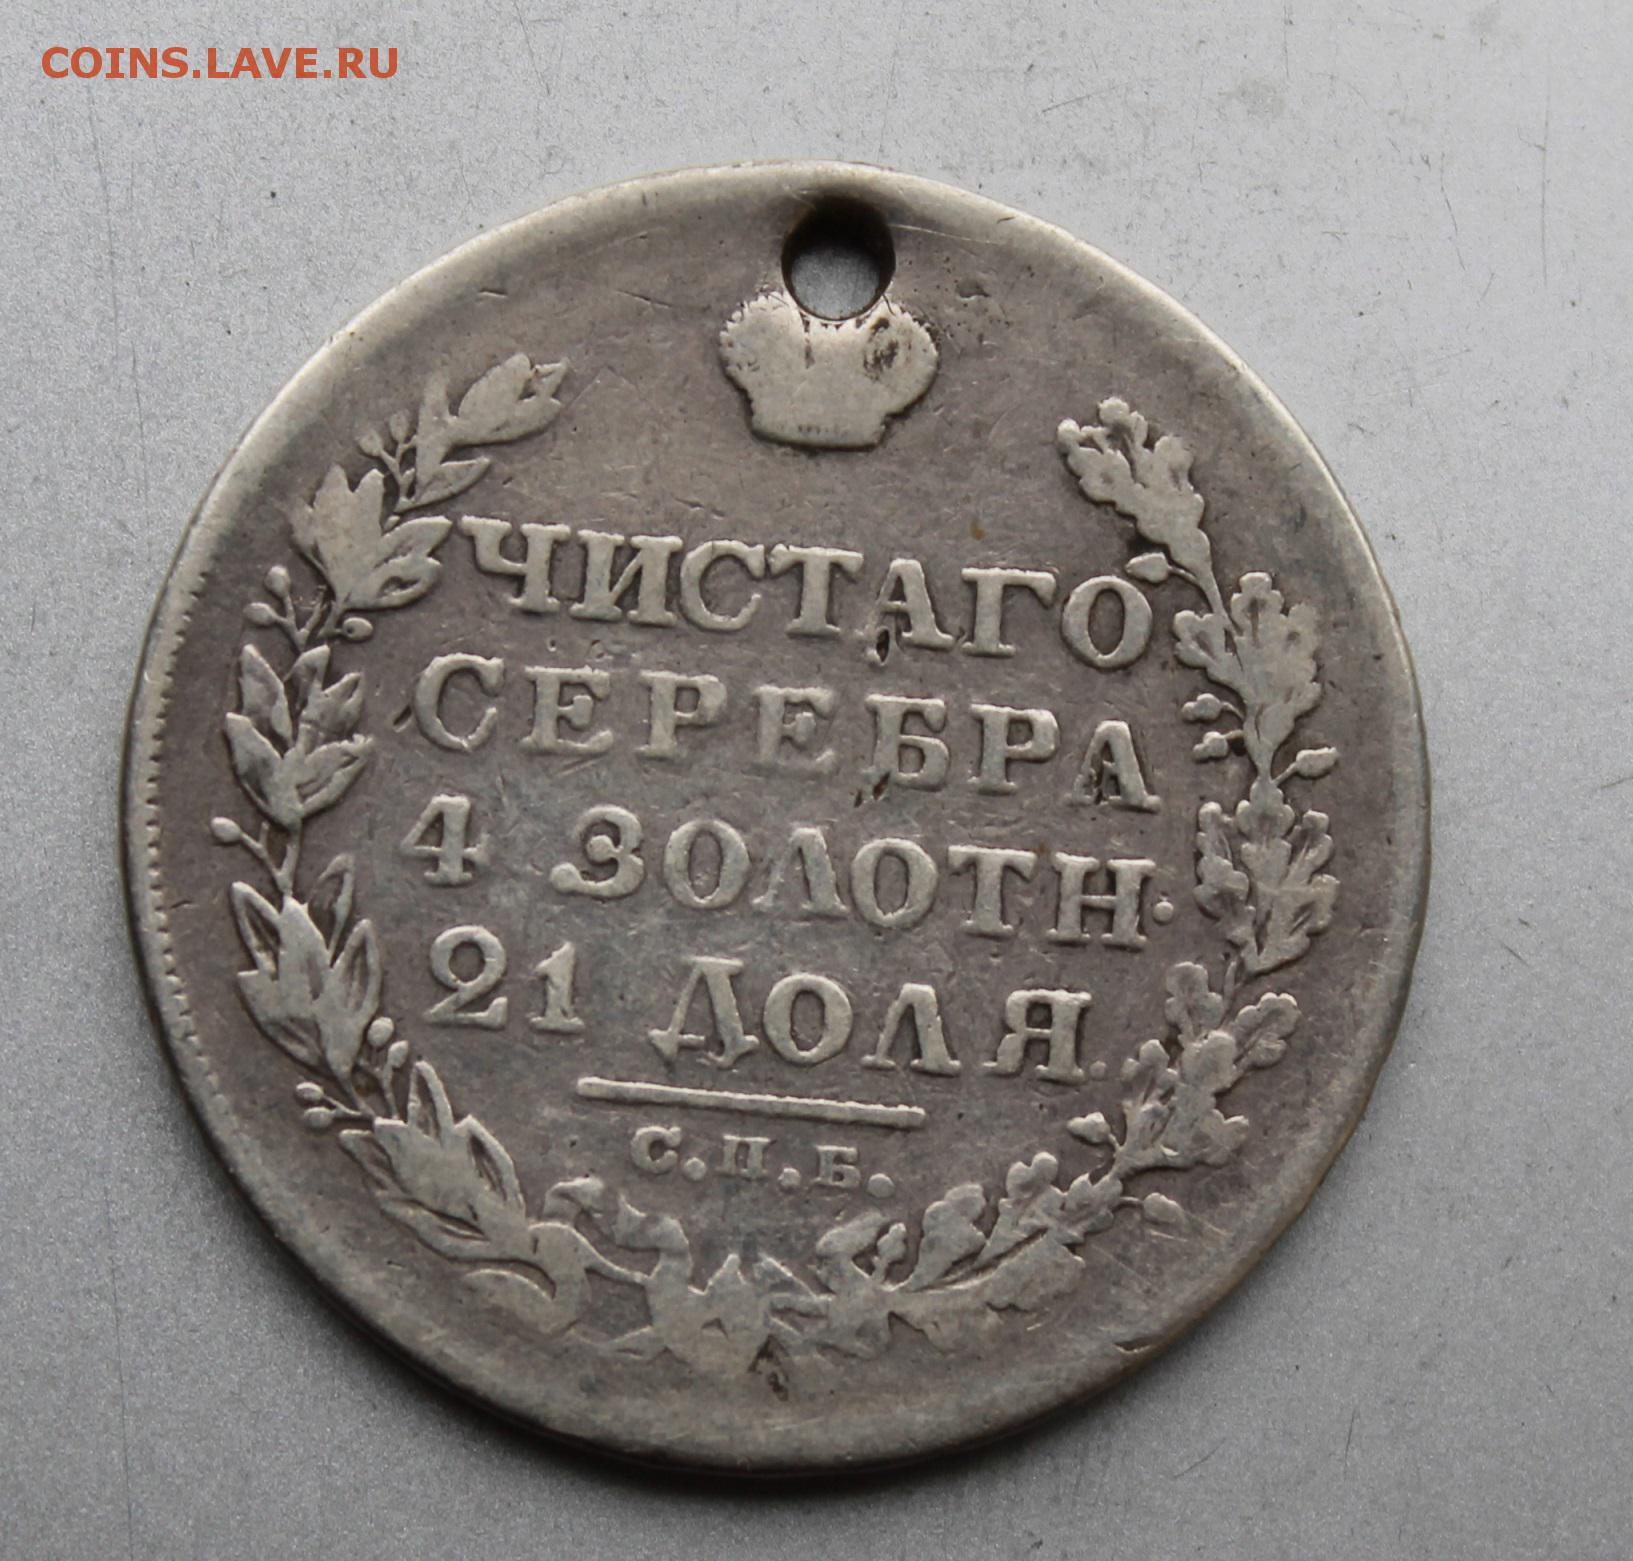 COINS.LAVE.RU
ЧИСТАГО
СЕРЕБРА
4 ЗОЛОТН.
21 ДОЛЯ.
С.П.Б.